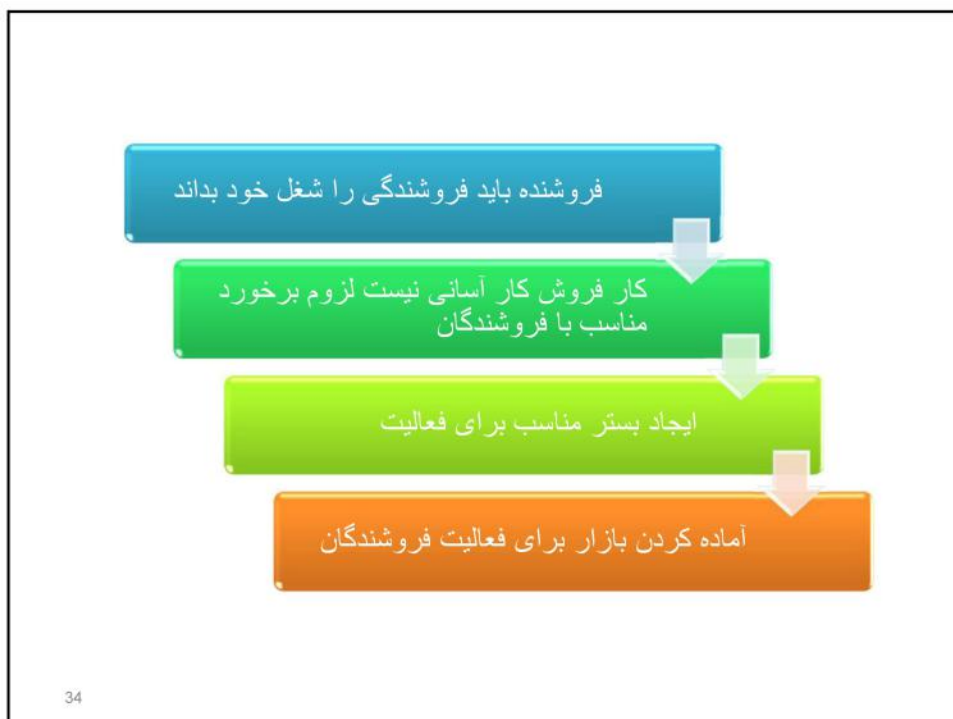 فروشنده باید فروشندگی را شغل خود بداند
کار فروش کار آسانی نیست لزوم برخورد
مناسب با فروشندگان
ایجاد بستر مناسب برای فعالیت
آماده کردن بازار برای فعالیت فروشندگان
34